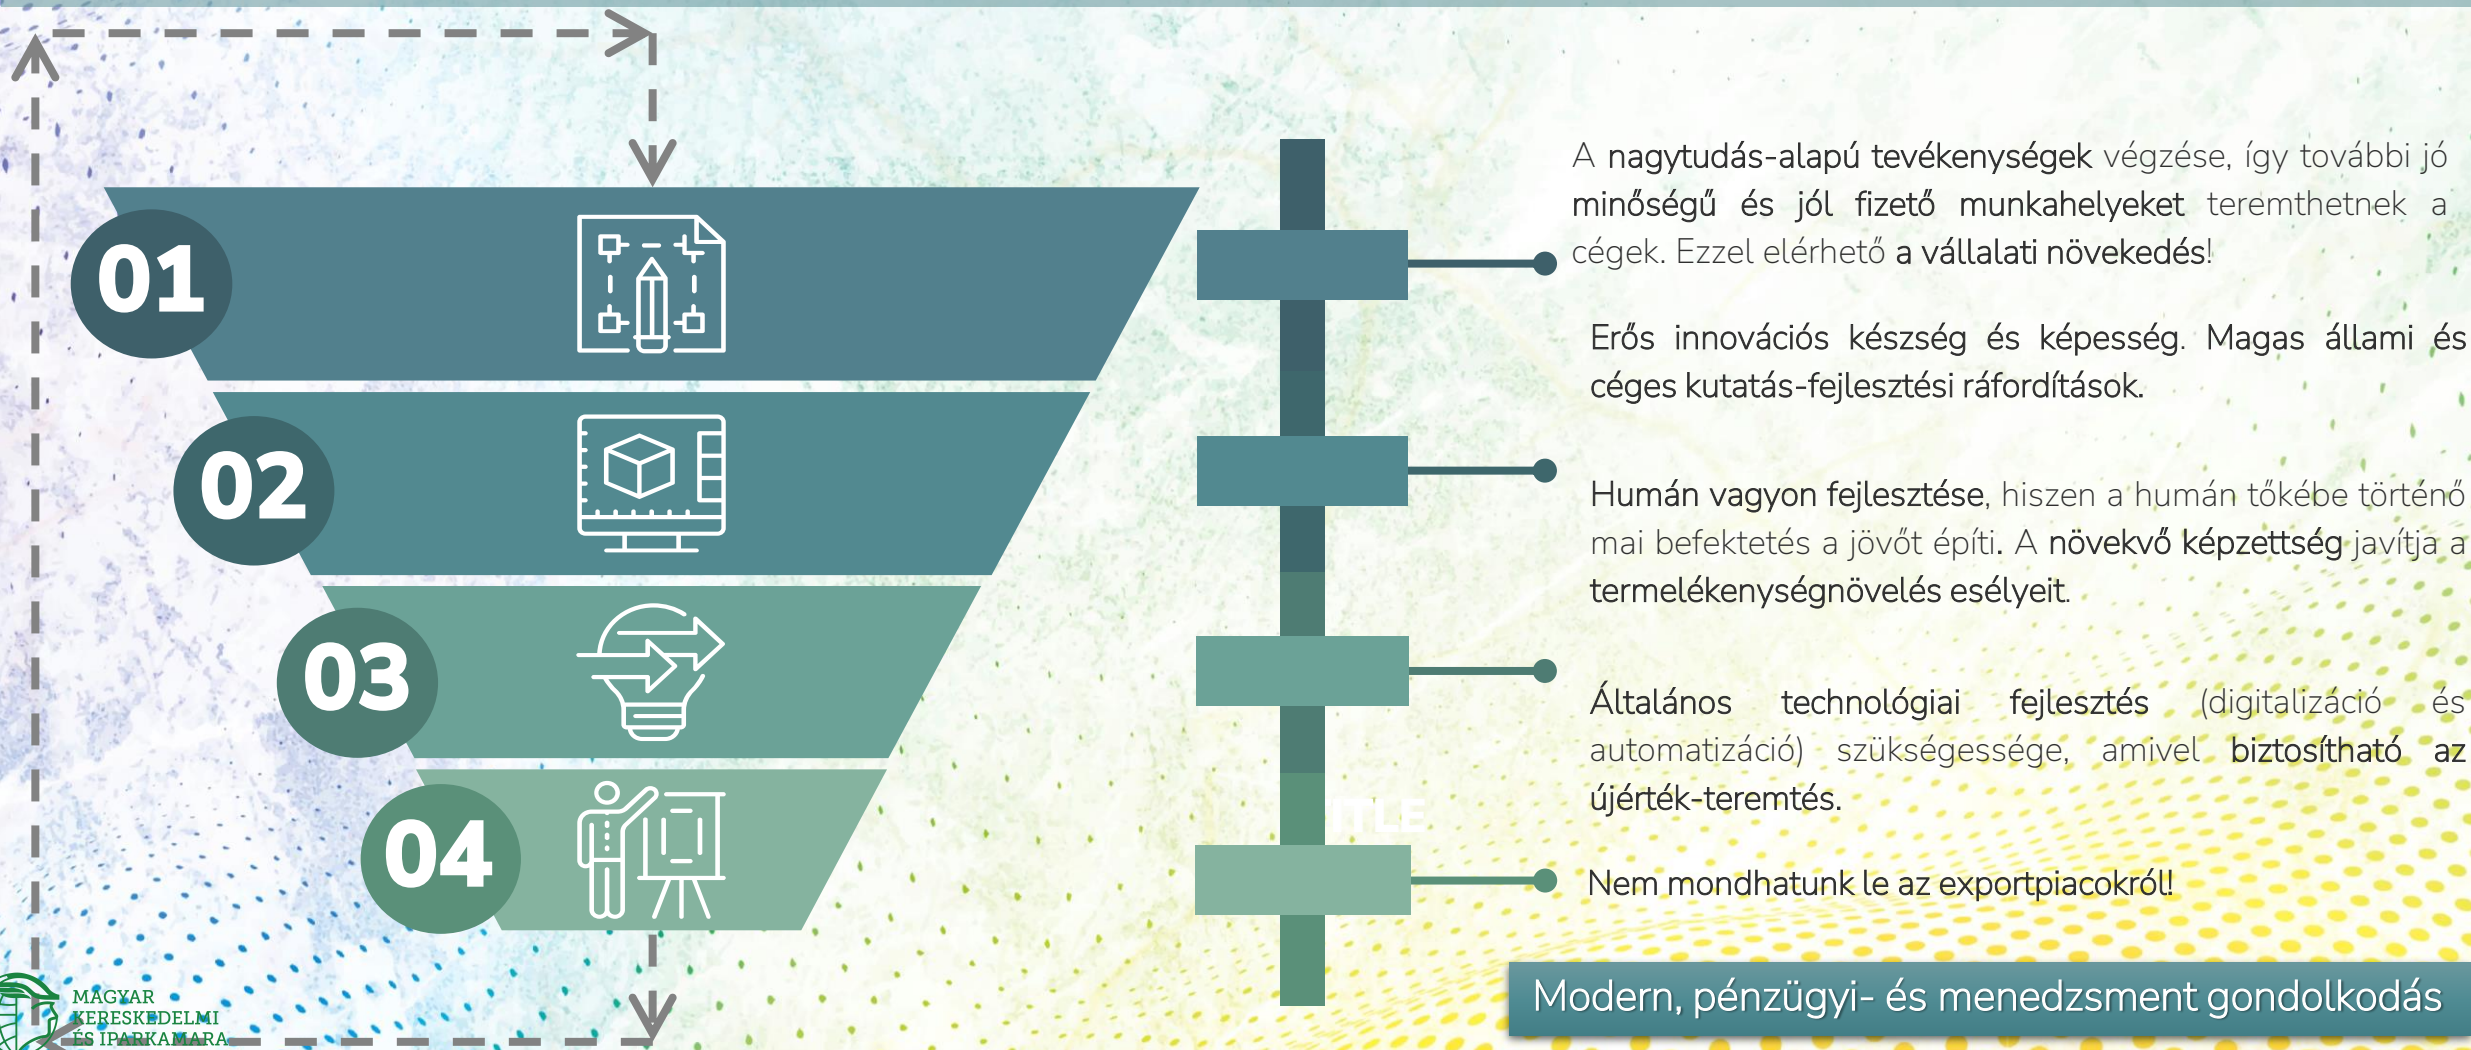 01
02
03
04
A nagytudás-alapú tevékenységek végzése, így további jó
minőségű és jól fizető munkahelyeket teremthetnek a
cégek. Ezzel elérhető a vállalati növekedés!
Erős innovációs készség és képesség. Magas állami és
céges kutatás-fejlesztési ráfordítások.
Humán vagyon fejlesztése, hiszen a humán tőkébe történő
mai befektetés a jövőt építi. A növekvő képzettség javítja a
termelékenységnövelés esélyeit.
Általános technológiai fejlesztés (digitalizáció és
automatizáció) szükségessége, amivel biztosítható az
újérték-teremtés.
ITLE
Nem mondhatunk le az exportpiacokról!
Modern, pénzügyi- és menedzsment gondolkodás
MAGYAR
KERESKEDELMI
ÉS IPARKAMARA